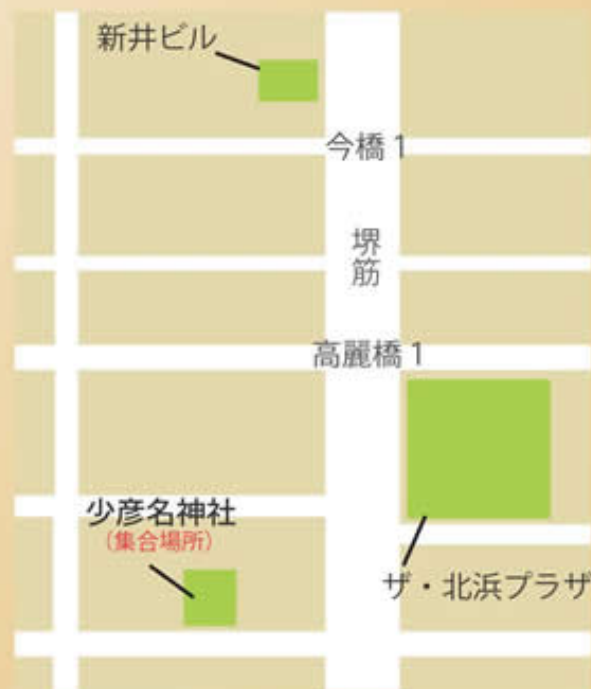 新井ビル
今橋 1
堺筋
高麗橋 1
少彦名神社
（集合場所）
ザ・北浜プラザ